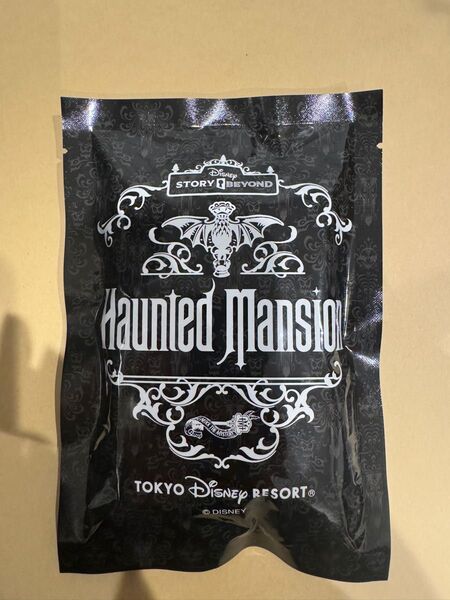 Disney
STORY BEYOND
Haunted Mansion
TOKYO Disney RESORT®
© DISNEY